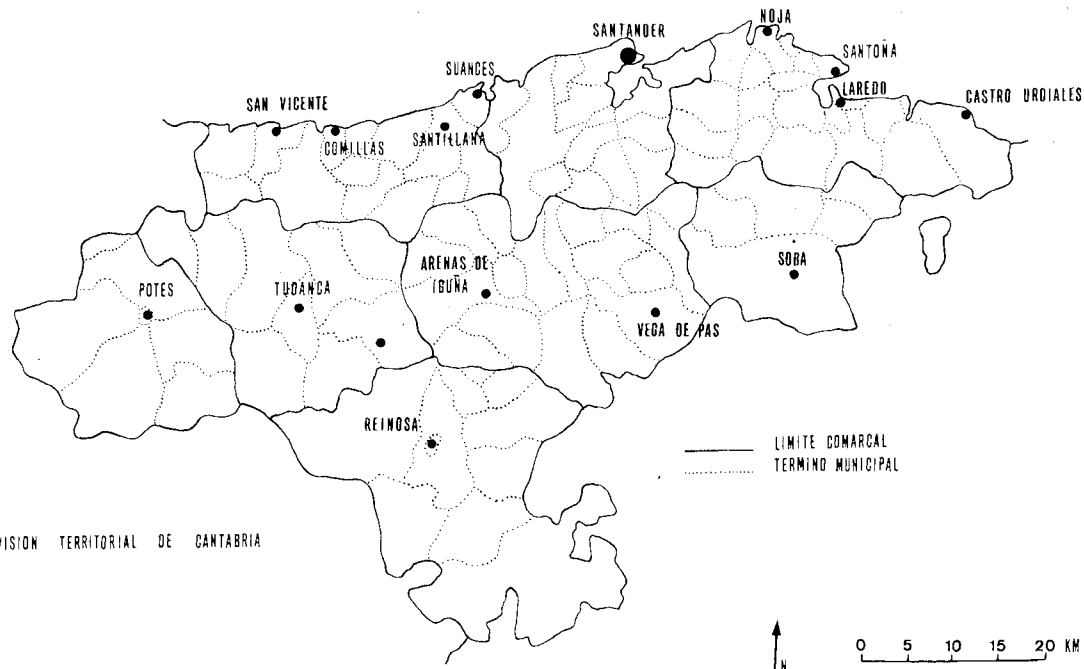 NOJA
SANTANDER
SANTOÑA
SUANCES
LAREDO
CASTRO URDIALES
SAN VICENTE
COMILLAS
SANTILLANA
SOBA
ARENAS DE
IGUÑA
POTES
TUDANCA
VEGA DE PAS
REINOSA
LIMITE COMARCAL
TERMINO MUNICIPAL
VISION TERRITORIAL DE CANTABRIA
N
0 5 10 15 20 KM